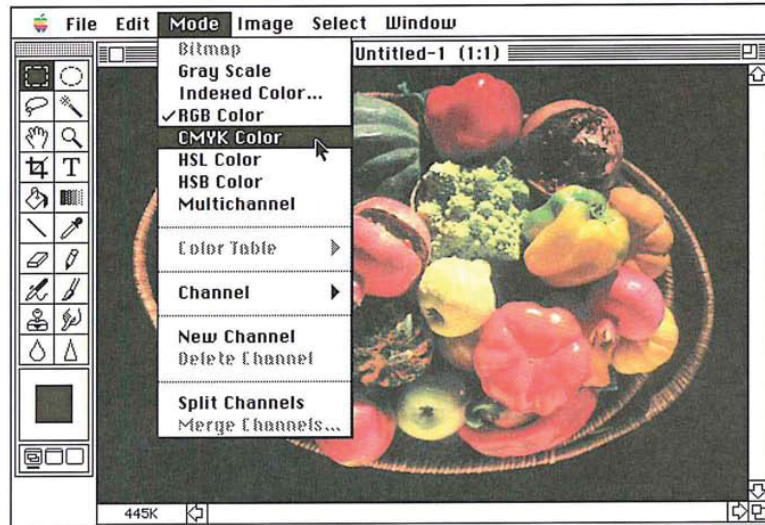 File Edit Mode Image Select Window
Untitled-1 (1:1)
Bitmap
Gray Scale
Indexed Color...
✓RGB Color
CMYK Color
HSL Color
HSB Color
Multichannel
Color Table
Channel
New Channel
Delete Channel
Split Channels
Merge Channels...
T
445K